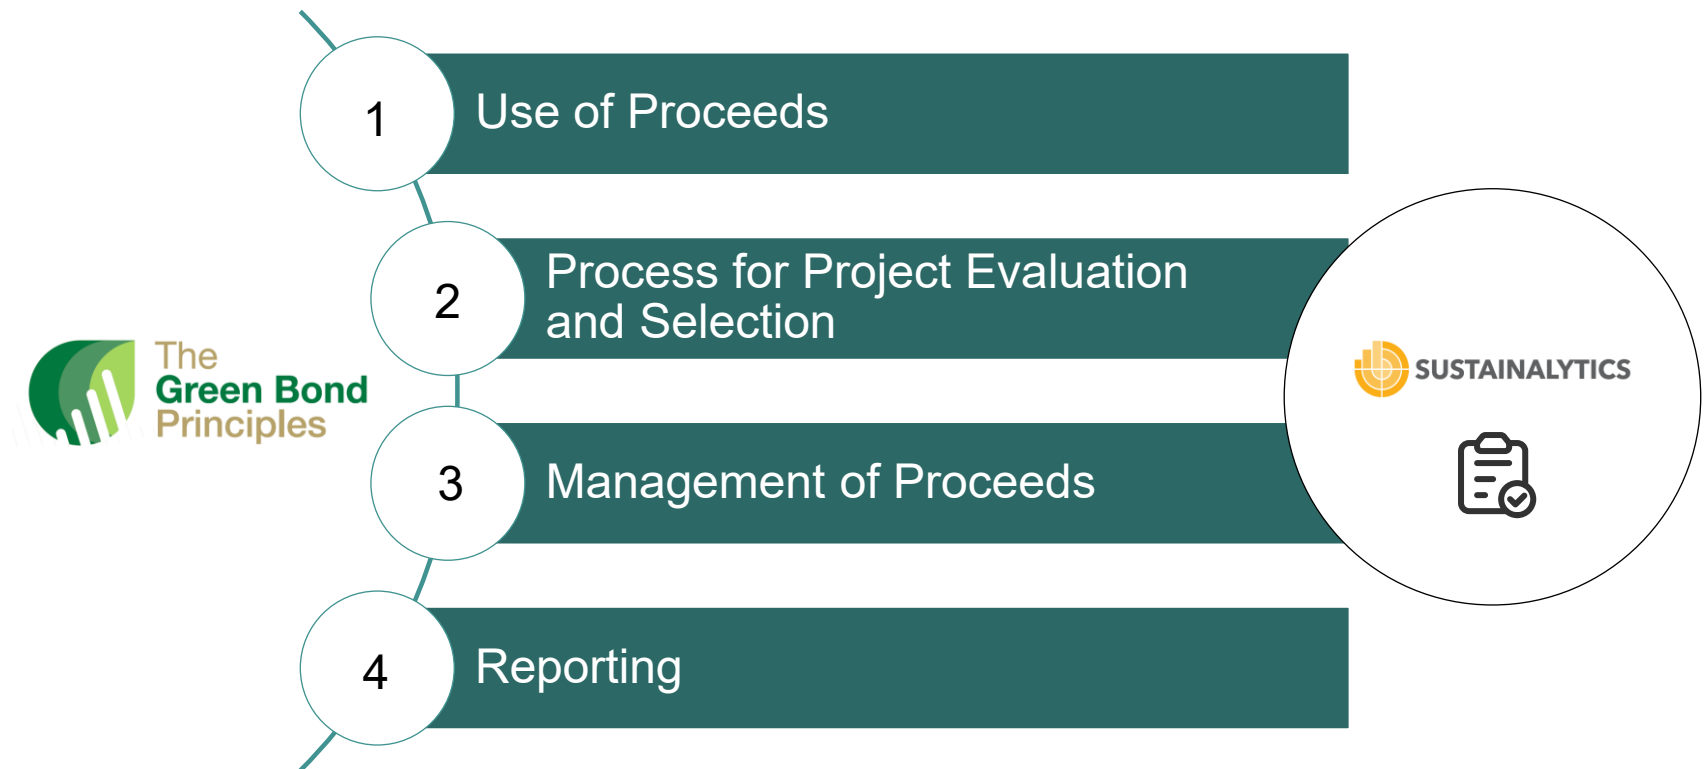 1
Use of Proceeds
2
Process for Project Evaluation
and Selection
The
Green Bond
Principles
SUSTAINALYTICS
3
Management of Proceeds
4
Reporting